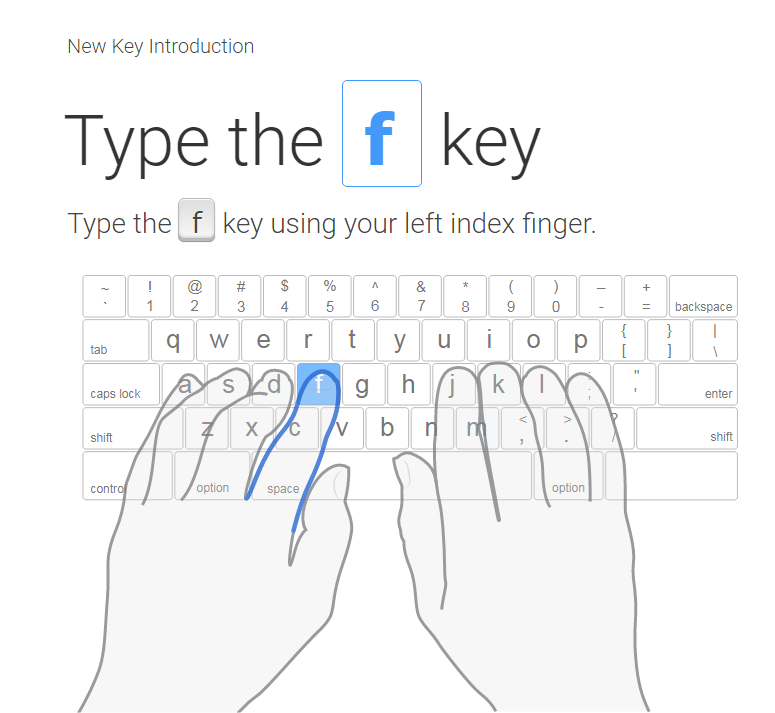 New Key Introduction
Type the f key
Type the f key using your left index finger.
~ ! @ # $ % ^ & * ( ) – +
` 1 2 3 4 5 6 7 8 9 0 - = backspace
tab q w e r t y u i o p { [ } ] | \
caps lock a s d f g h j k l : ; " ' enter
shift z x c v b n m < , > . ? / shift
control option space option